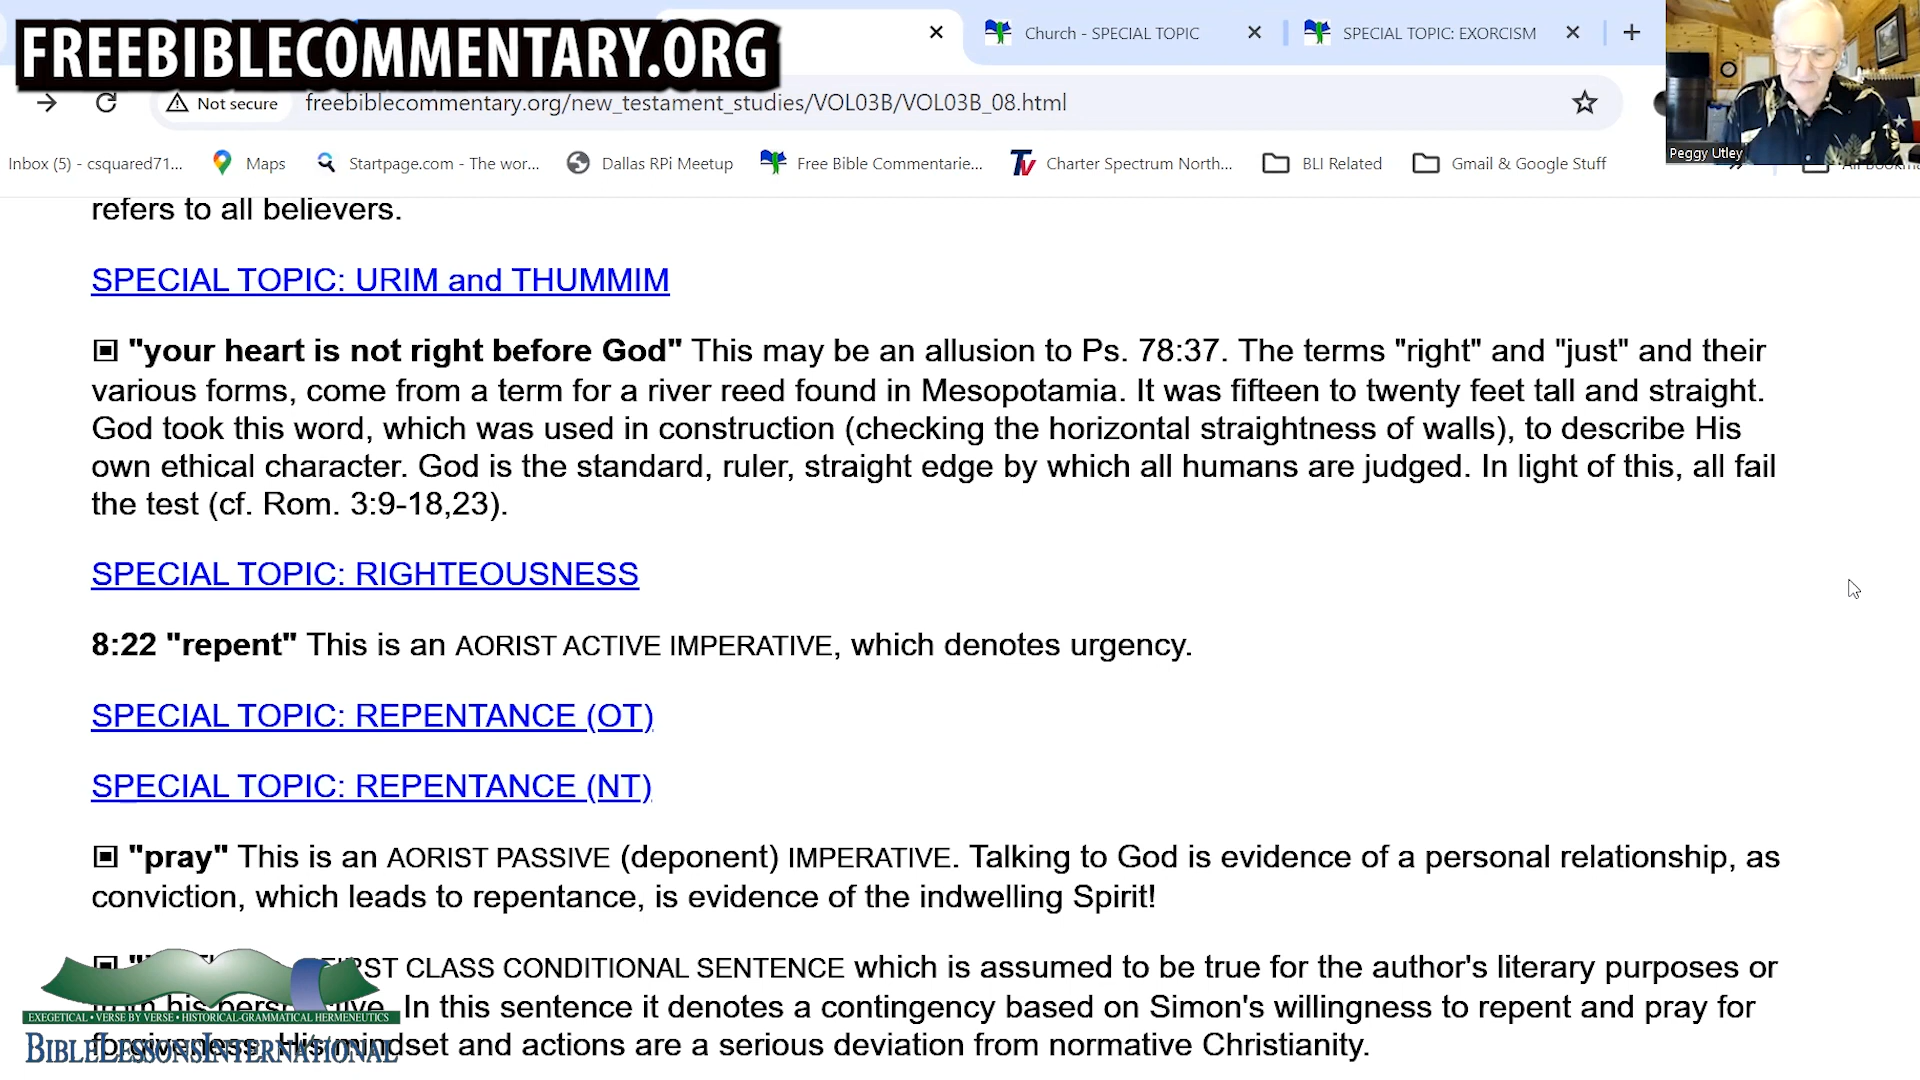 FREEBIBLECOMMENTARY.ORG
Church - SPECIAL TOPIC
SPECIAL TOPIC: EXORCISM
Not secure
freebiblecommentary.org/new_testament_studies/VOL03B/VOL03B_08.html
Peggy Utley
Inbox (5) - csquared71...
Maps
Startpage.com - The wor...
Dallas RPi Meetup
Free Bible Commentarie...
Charter Spectrum North...
BLI Related
Gmail & Google Stuff
refers to all believers.
SPECIAL TOPIC: URIM and THUMMIM
"your heart is not right before God" This may be an allusion to Ps. 78:37. The terms "right" and "just" and their
various forms, come from a term for a river reed found in Mesopotamia. It was fifteen to twenty feet tall and straight.
God took this word, which was used in construction (checking the horizontal straightness of walls), to describe His
own ethical character. God is the standard, ruler, straight edge by which all humans are judged. In light of this, all fail
the test (cf. Rom. 3:9-18,23).
SPECIAL TOPIC: RIGHTEOUSNESS
8:22 "repent" This is an AORIST ACTIVE IMPERATIVE, which denotes urgency.
SPECIAL TOPIC: REPENTANCE (OT)
SPECIAL TOPIC: REPENTANCE (NT)
"pray" This is an AORIST PASSIVE (deponent) IMPERATIVE. Talking to God is evidence of a personal relationship, as
conviction, which leads to repentance, is evidence of the indwelling Spirit!
FIRST CLASS CONDITIONAL SENTENCE which is assumed to be true for the author's literary purposes or
his perspective. In this sentence it denotes a contingency based on Simon's willingness to repent and pray for
forgiveness. His mindset and actions are a serious deviation from normative Christianity.
EXEGETICAL • VERSE BY VERSE • HISTORICAL-GRAMMATICAL HERMENEUTICS
BIBLELESSONSINTERNATIONAL